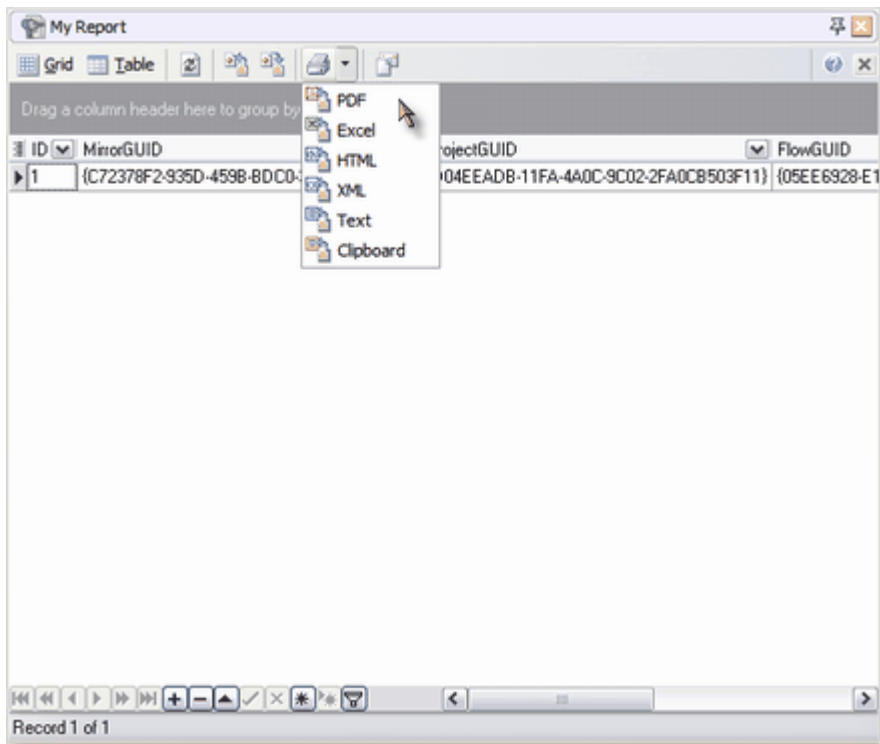 My Report
Grid Table
Drag a column header here to group by
PDF
Excel
HTML
XML
Text
Clipboard
ID MirrorGUID ojectGUID FlowGUID
1 {C72378F2-935D-459B-BDC0- 04EEADB-11FA-4A0C-9C02-2FA0CB503F11} {05EE6928-E1
Record 1 of 1